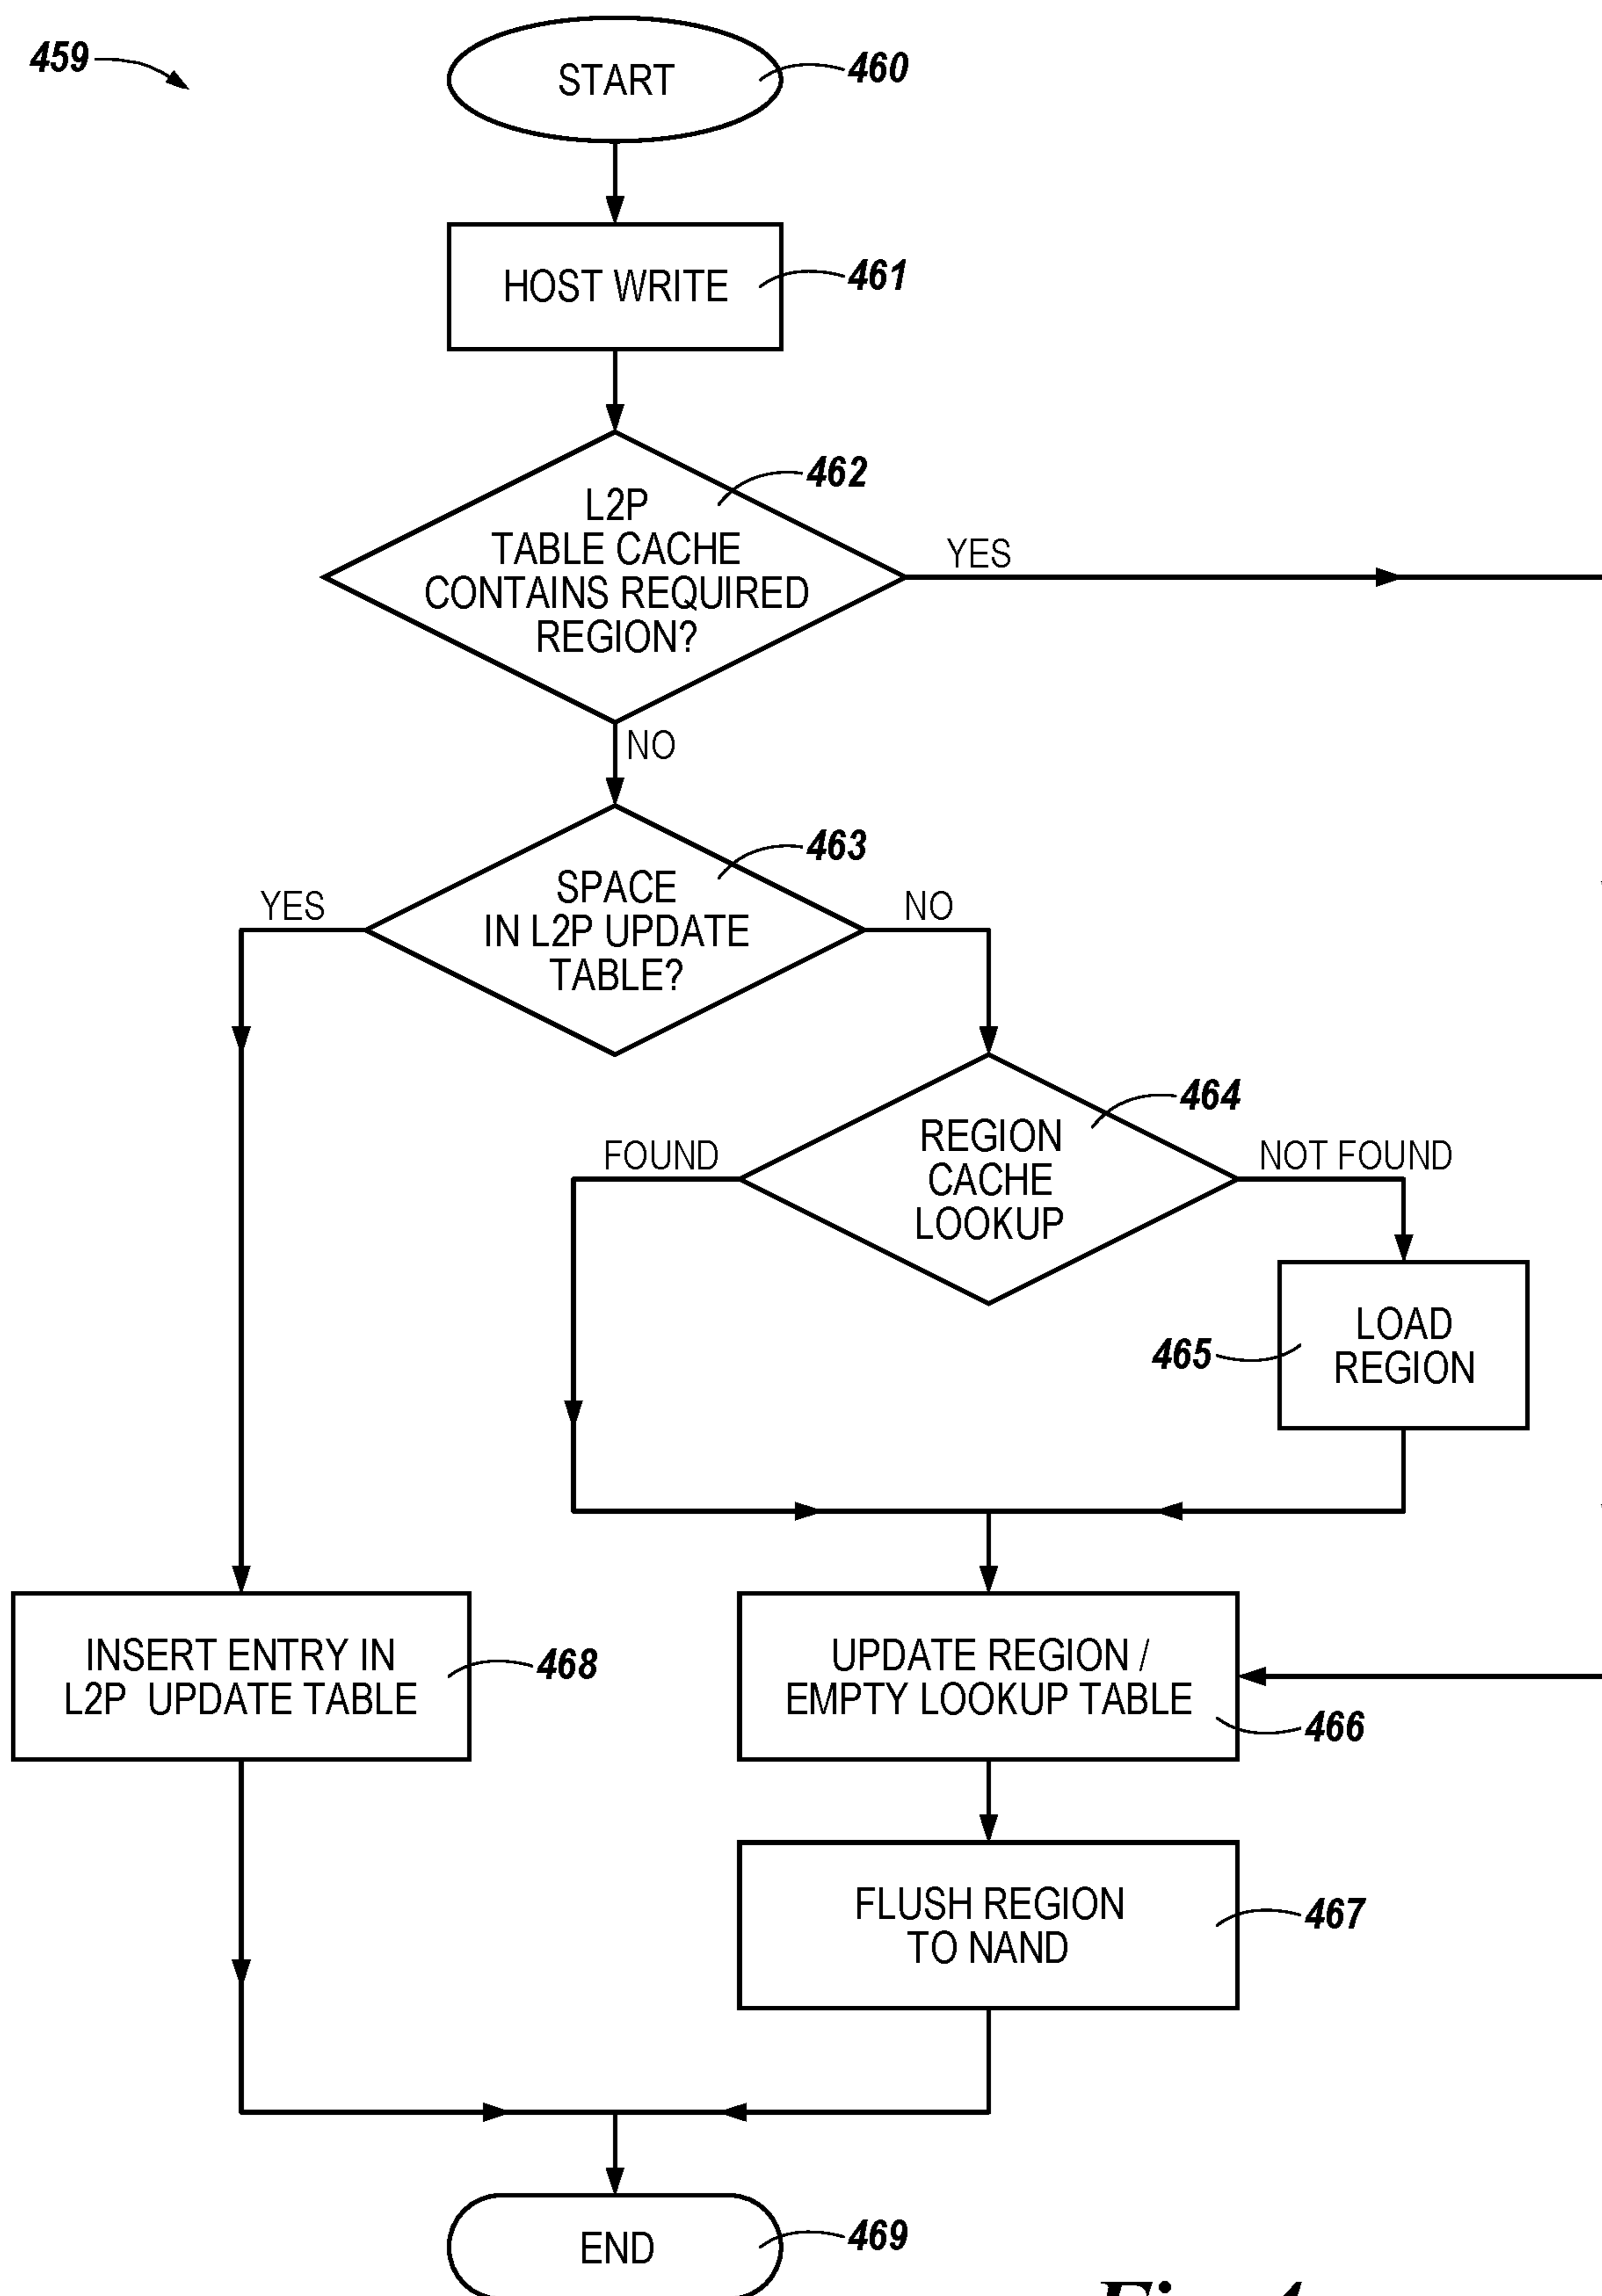 459
START
460
HOST WRITE
461
462
L2P
TABLE CACHE
CONTAINS REQUIRED
REGION?
YES
NO
463
SPACE
IN L2P UPDATE
TABLE?
YES
NO
464
REGION
CACHE
LOOKUP
FOUND
NOT FOUND
465
LOAD
REGION
INSERT ENTRY IN
L2P UPDATE TABLE
468
UPDATE REGION /
EMPTY LOOKUP TABLE
466
FLUSH REGION
TO NAND
467
END
469